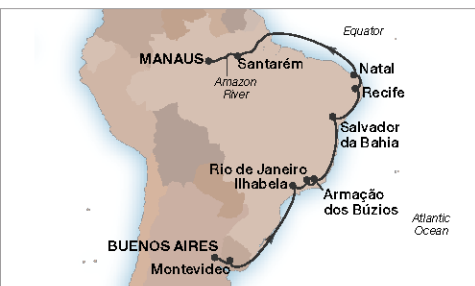 Equator
MANAUS
Santarém
Amazon
River
Natal
Recife
Salvador
da Bahia
Rio de Janeiro
Ilhabela
Armação
dos Búzios
Atlantic
Ocean
BUENOS AIRES
Montevideo